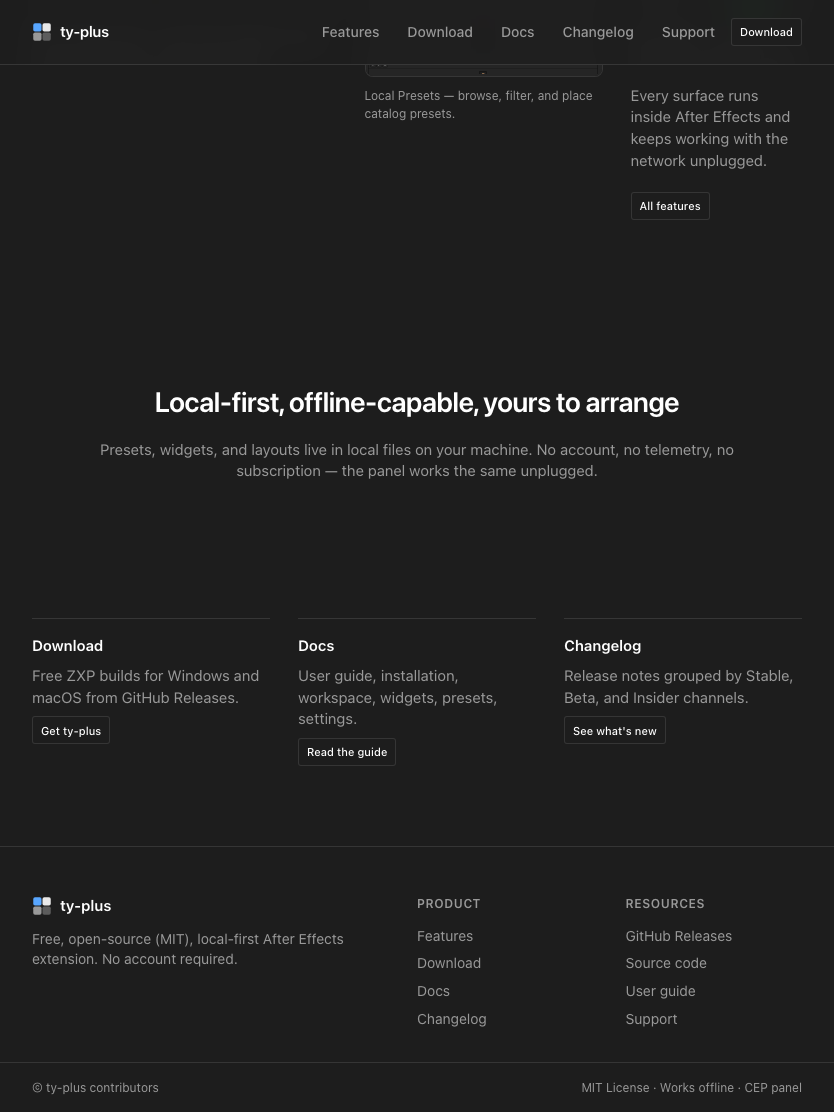 ty-plus
Features
Download
Docs
Changelog
Support
Download
Local Presets — browse, filter, and place
catalog presets.
Every surface runs
inside After Effects and
keeps working with the
network unplugged.
All features
Local-first, offline-capable, yours to arrange
Presets, widgets, and layouts live in local files on your machine. No account, no telemetry, no
subscription — the panel works the same unplugged.
Download
Free ZXP builds for Windows and
macOS from GitHub Releases.
Get ty-plus
Docs
User guide, installation,
workspace, widgets, presets,
settings.
Read the guide
Changelog
Release notes grouped by Stable,
Beta, and Insider channels.
See what's new
ty-plus
Free, open-source (MIT), local-first After Effects
extension. No account required.
PRODUCT
Features
Download
Docs
Changelog
RESOURCES
GitHub Releases
Source code
User guide
Support
© ty-plus contributors
MIT License · Works offline · CEP panel